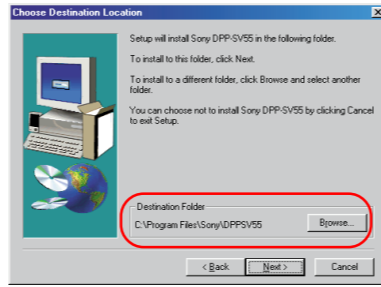 Choose Destination Location
Setup will install Sony DPP-SV55 in the following folder.
To install to this folder, click Next.
To install to a different folder, click Browse and select another
folder.
You can choose not to install Sony DPP-SV55 by clicking Cancel
to exit Setup.
Destination Folder
C:\Program Files\Sony\DPPSV55
Browse...
< Back
Next >
Cancel